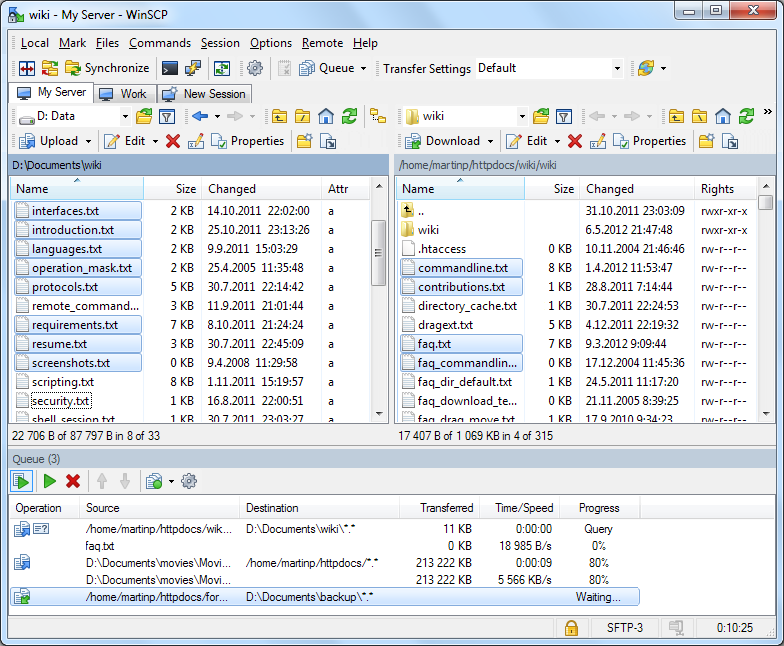 wiki - My Server - WinSCP
Local Mark Files Commands Session Options Remote Help
Synchronize Queue Transfer Settings Default
My Server Work New Session
D: Data wiki
Upload Edit Properties Download Edit Properties
D:\Documents\wiki /home/martinp/httpdocs/wiki/wiki
Name Size Changed Attr Name Size Changed Rights
interfaces.txt 2 KB 14.10.2011 22:02:00 a .. 31.10.2011 23:03:09 rwxr-xr-x
introduction.txt 2 KB 25.10.2011 23:13:26 a wiki 6.5.2012 21:47:48 rwxr-xr-x
languages.txt 2 KB 9.9.2011 15:03:29 a .htaccess 0 KB 10.11.2004 21:46:46 rw-r--r--
operation_mask.txt 2 KB 25.4.2005 11:35:48 a commandline.txt 8 KB 1.4.2012 11:53:47 rw-r--r--
protocols.txt 5 KB 30.7.2011 22:14:42 a contributions.txt 1 KB 28.8.2011 7:14:44 rw-r--r--
remote_command... 3 KB 11.9.2011 21:01:44 a directory_cache.txt 1 KB 30.7.2011 22:24:53 rw-r--r--
requirements.txt 7 KB 8.10.2011 21:24:24 a dragext.txt 5 KB 4.12.2011 22:19:32 rw-r--r--
resume.txt 3 KB 30.7.2011 22:45:09 a faq.txt 7 KB 9.3.2012 9:09:44 rw-r--r--
screenshots.txt 0 KB 9.4.2008 11:29:58 a faq_commandlin... 0 KB 17.12.2004 11:45:36 rw-r--r--
scripting.txt 8 KB 1.11.2011 15:19:57 a faq_dir_default.txt 1 KB 24.5.2011 11:17:20 rw-r--r--
security.txt 1 KB 16.8.2011 22:00:51 a faq_download_te... 0 KB 21.11.2005 8:39:25 rw-r--r--
shell_session.txt 1 KB 30.7.2011 23:03:27 a faq_drag_move.txt 1 KB 17.9.2010 9:34:23 rw-r--r--
22 706 B of 87 797 B in 8 of 33 17 407 B of 1 069 KB in 4 of 315
Queue (3)
Operation Source Destination Transferred Time/Speed Progress
/home/martinp/httpdocs/wik... D:\Documents\wiki\*.* 11 KB 0:00:00 Query
faq.txt 0 KB 18 985 B/s 0%
D:\Documents\movies\Movi... /home/martinp/httpdocs/*.* 213 222 KB 0:00:09 80%
D:\Documents\movies\Movi... 213 222 KB 5 566 KB/s 80%
/home/martinp/httpdocs/for... D:\Documents\backup\*.* Waiting...
SFTP-3 0:10:25